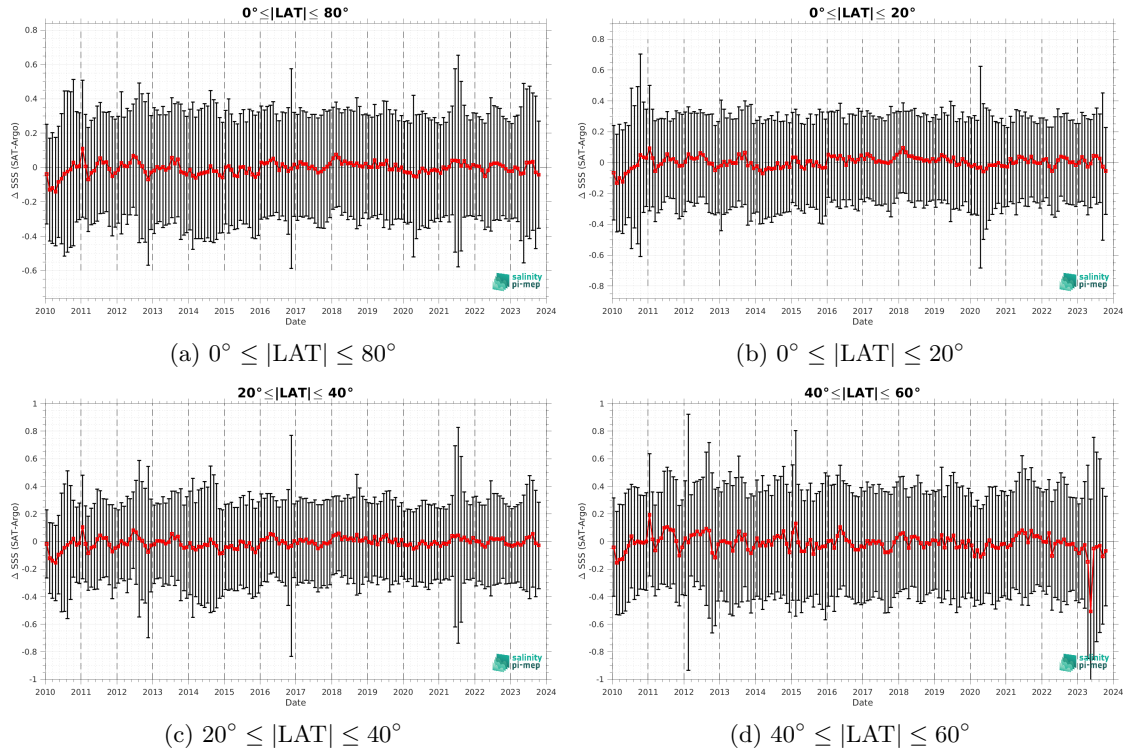 0°≤|LAT|≤ 80°
Δ SSS (SAT-Argo)
0.8
0.6
0.4
0.2
0
-0.2
-0.4
-0.6
salinity
pi-mep
2010 2011 2012 2013 2014 2015 2016 2017 2018 2019 2020 2021 2022 2023 2024
Date
(a) 0° ≤ |LAT| ≤ 80°
0°≤|LAT|≤ 20°
Δ SSS (SAT-Argo)
0.8
0.6
0.4
0.2
0
-0.2
-0.4
-0.6
-0.8
salinity
pi-mep
2010 2011 2012 2013 2014 2015 2016 2017 2018 2019 2020 2021 2022 2023 2024
Date
(b) 0° ≤ |LAT| ≤ 20°
20°≤|LAT|≤ 40°
Δ SSS (SAT-Argo)
1
0.8
0.6
0.4
0.2
0
-0.2
-0.4
-0.6
-0.8
-1
salinity
pi-mep
2010 2011 2012 2013 2014 2015 2016 2017 2018 2019 2020 2021 2022 2023 2024
Date
(c) 20° ≤ |LAT| ≤ 40°
40°≤|LAT|≤ 60°
Δ SSS (SAT-Argo)
1
0.8
0.6
0.4
0.2
0
-0.2
-0.4
-0.6
-0.8
-1
salinity
pi-mep
2010 2011 2012 2013 2014 2015 2016 2017 2018 2019 2020 2021 2022 2023 2024
Date
(d) 40° ≤ |LAT| ≤ 60°